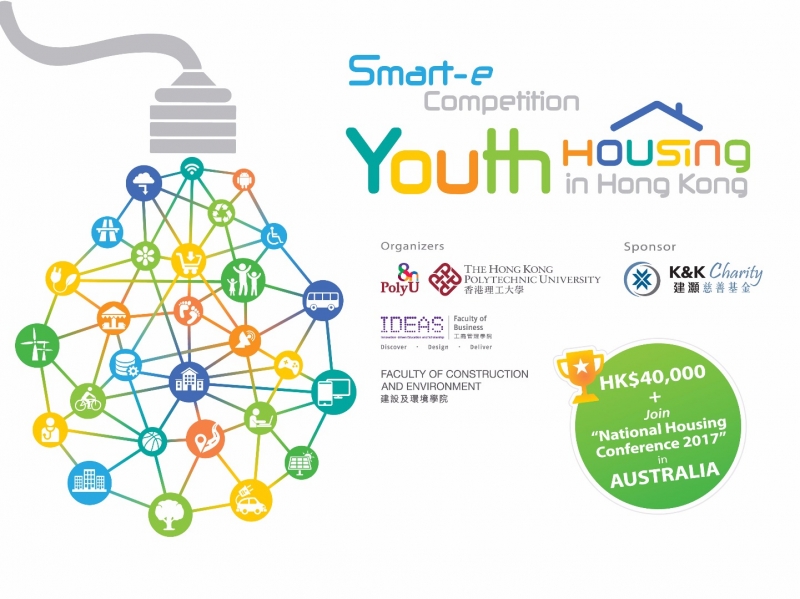 Smart-e
Competition
Youth Housing
in Hong Kong
Organizers
80 PolyU
THE HONG KONG
POLYTECHNIC UNIVERSITY
香港理工大學
IDEAS
Faculty of
Business
工商管理學院
Discover · Design · Deliver
FACULTY OF CONSTRUCTION
AND ENVIRONMENT
建設及環境學院
Sponsor
K&K Charity
建灝慈善基金
HK$40,000
+
Join
“National Housing
Conference 2017”
in
AUSTRALIA